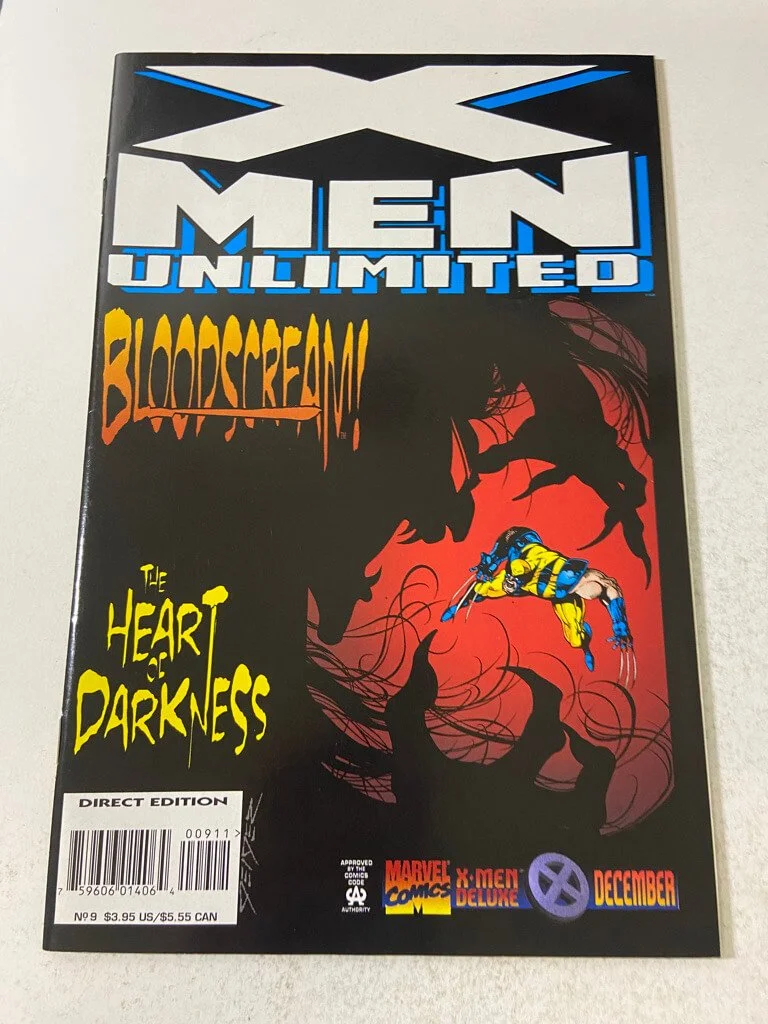 X
MEN
UNLIMITED
BLOODSCREAM!
THE
HEART
OF
DARKNESS
DIRECT EDITION
00911>
7 59606 01406 4
Nº9 $3.95 US/$5.55 CAN
APPROVED
BY THE
COMICS
CODE
CA
AUTHORITY
MARVEL
COMICS
M
X-MEN
DELUXE
X
DECEMBER